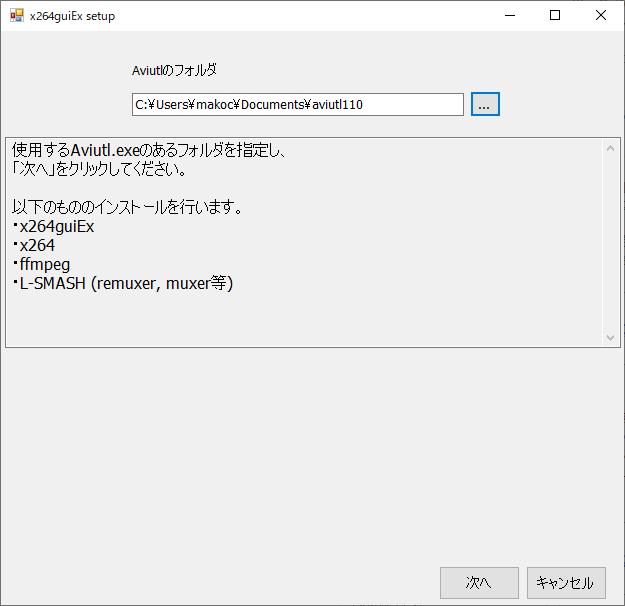 x264guiEx setup
Aviutlのフォルダ
C:¥Users¥makoc¥Documents¥aviutl110
...
使用するAviutl.exeのあるフォルダを指定し、
「次へ」をクリックしてください。
以下のもののインストールを行います。
・x264guiEx
・x264
・ffmpeg
・L-SMASH (remuxer, muxer等)
次へ
キャンセル